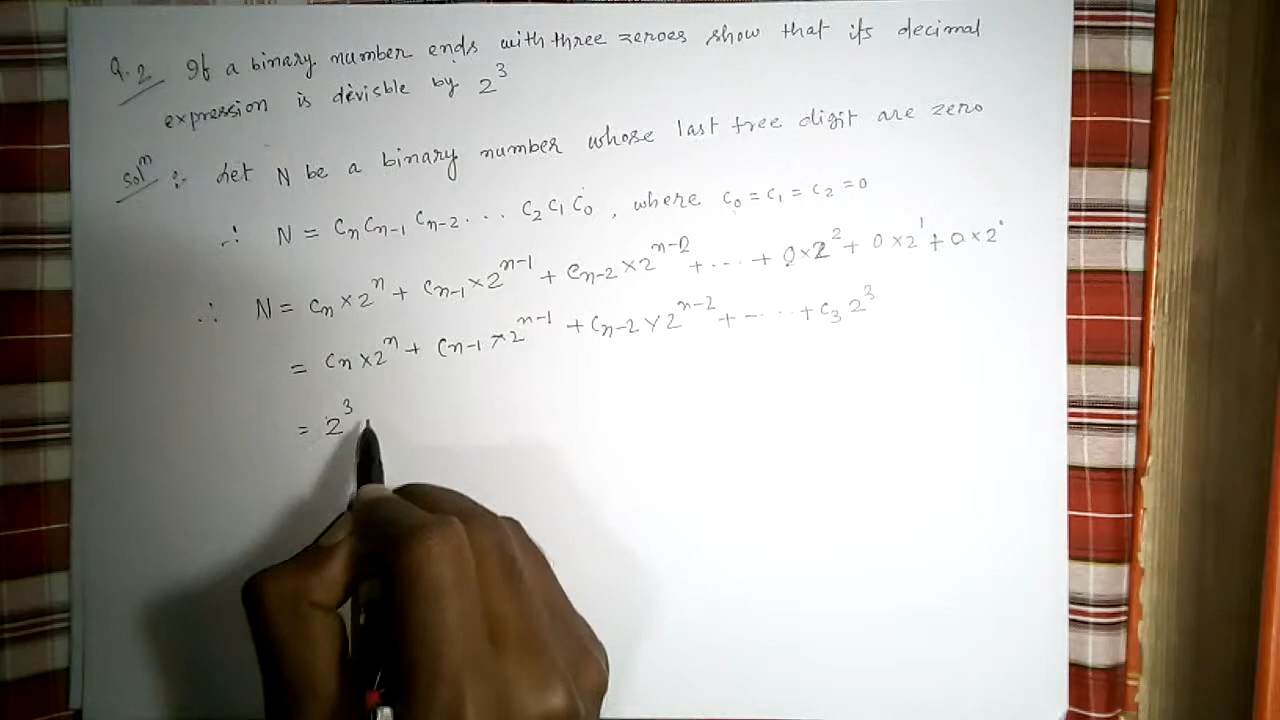 Q.2 If a binary number ends with three zeroes show that its decimal
expression is devisble by 2^3
Sol^n :- Let N be a binary number whose last free digit are zero
∴ N = C_n C_{n-1} C_{n-2} ... C_2 C_1 C_0 , where C_0 = C_1 = C_2 = 0
∴ N = C_n × 2^n + C_{n-1} × 2^{n-1} + C_{n-2} × 2^{n-2} + ... + 0 × 2^2 + 0 × 2^1 + 0 × 2^0
= C_n × 2^n + C_{n-1} × 2^{n-1} + C_{n-2} × 2^{n-2} + ... + C_3 2^3
= 2^3